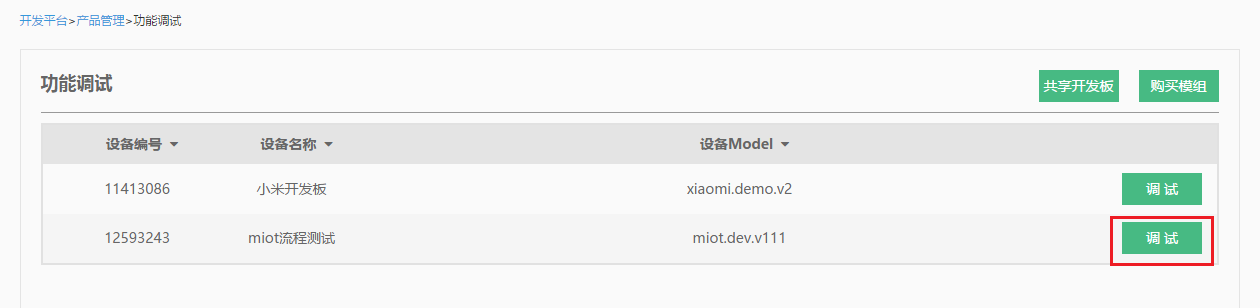 开发平台>产品管理>功能调试
功能调试
共享开发板 购买模组
设备编号 设备名称 设备Model
11413086 小米开发板 xiaomi.demo.v2 调 试
12593243 miot流程测试 miot.dev.v111 调 试